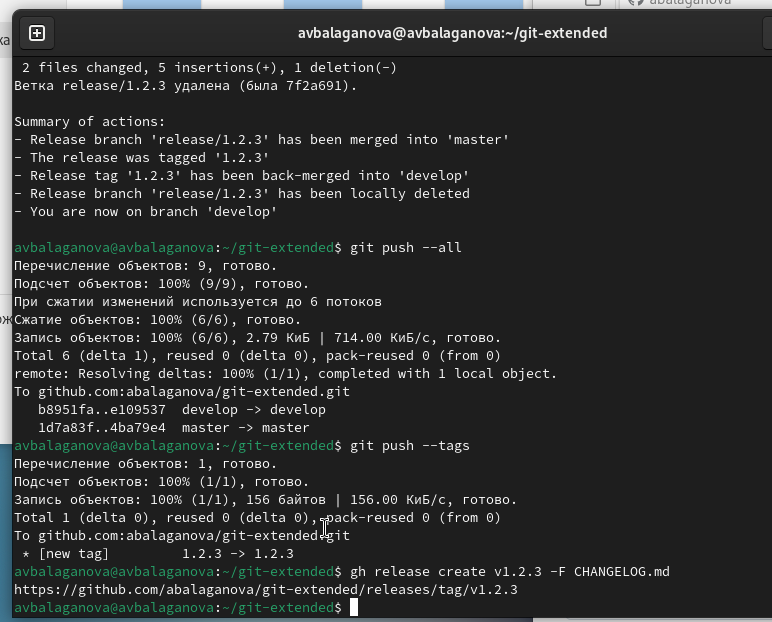 abalaganova
avbalaganova@avbalaganova:~/git-extended
2 files changed, 5 insertions(+), 1 deletion(-)
Ветка release/1.2.3 удалена (была 7f2a691).
Summary of actions:
- Release branch 'release/1.2.3' has been merged into 'master'
- The release was tagged '1.2.3'
- Release tag '1.2.3' has been back-merged into 'develop'
- Release branch 'release/1.2.3' has been locally deleted
- You are now on branch 'develop'
avbalaganova@avbalaganova:~/git-extended$ git push --all
Перечисление объектов: 9, готово.
Подсчет объектов: 100% (9/9), готово.
При сжатии изменений используется до 6 потоков
Сжатие объектов: 100% (6/6), готово.
Запись объектов: 100% (6/6), 2.79 КиБ | 714.00 КиБ/с, готово.
Total 6 (delta 1), reused 0 (delta 0), pack-reused 0 (from 0)
remote: Resolving deltas: 100% (1/1), completed with 1 local object.
To github.com:abalaganova/git-extended.git
b8951fa..e109537  develop -> develop
1d7a83f..4ba79e4  master -> master
avbalaganova@avbalaganova:~/git-extended$ git push --tags
Перечисление объектов: 1, готово.
Подсчет объектов: 100% (1/1), готово.
Запись объектов: 100% (1/1), 156 байтов | 156.00 КиБ/с, готово.
Total 1 (delta 0), reused 0 (delta 0), pack-reused 0 (from 0)
To github.com:abalaganova/git-extended.git
* [new tag]         1.2.3 -> 1.2.3
avbalaganova@avbalaganova:~/git-extended$ gh release create v1.2.3 -F CHANGELOG.md
https://github.com/abalaganova/git-extended/releases/tag/v1.2.3
avbalaganova@avbalaganova:~/git-extended$